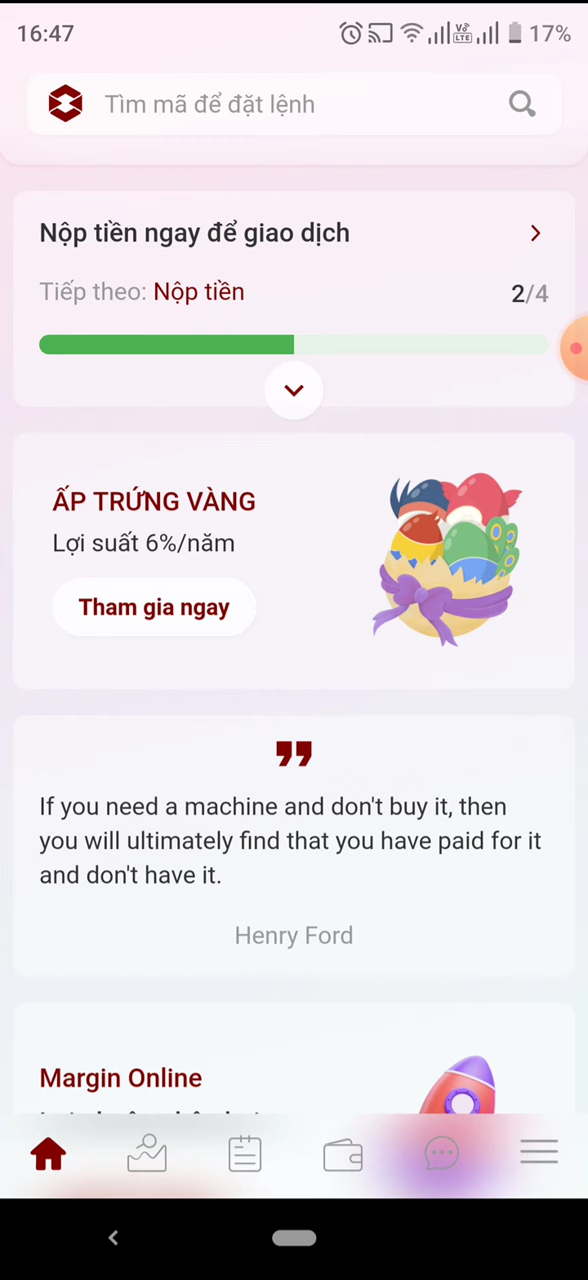 16:47
Vo LTE
17%
Tìm mã để đặt lệnh
Nộp tiền ngay để giao dịch
Tiếp theo: Nộp tiền
2/4
ẤP TRỨNG VÀNG
Lợi suất 6%/năm
Tham gia ngay
If you need a machine and don't buy it, then
you will ultimately find that you have paid for it
and don't have it.
Henry Ford
Margin Online